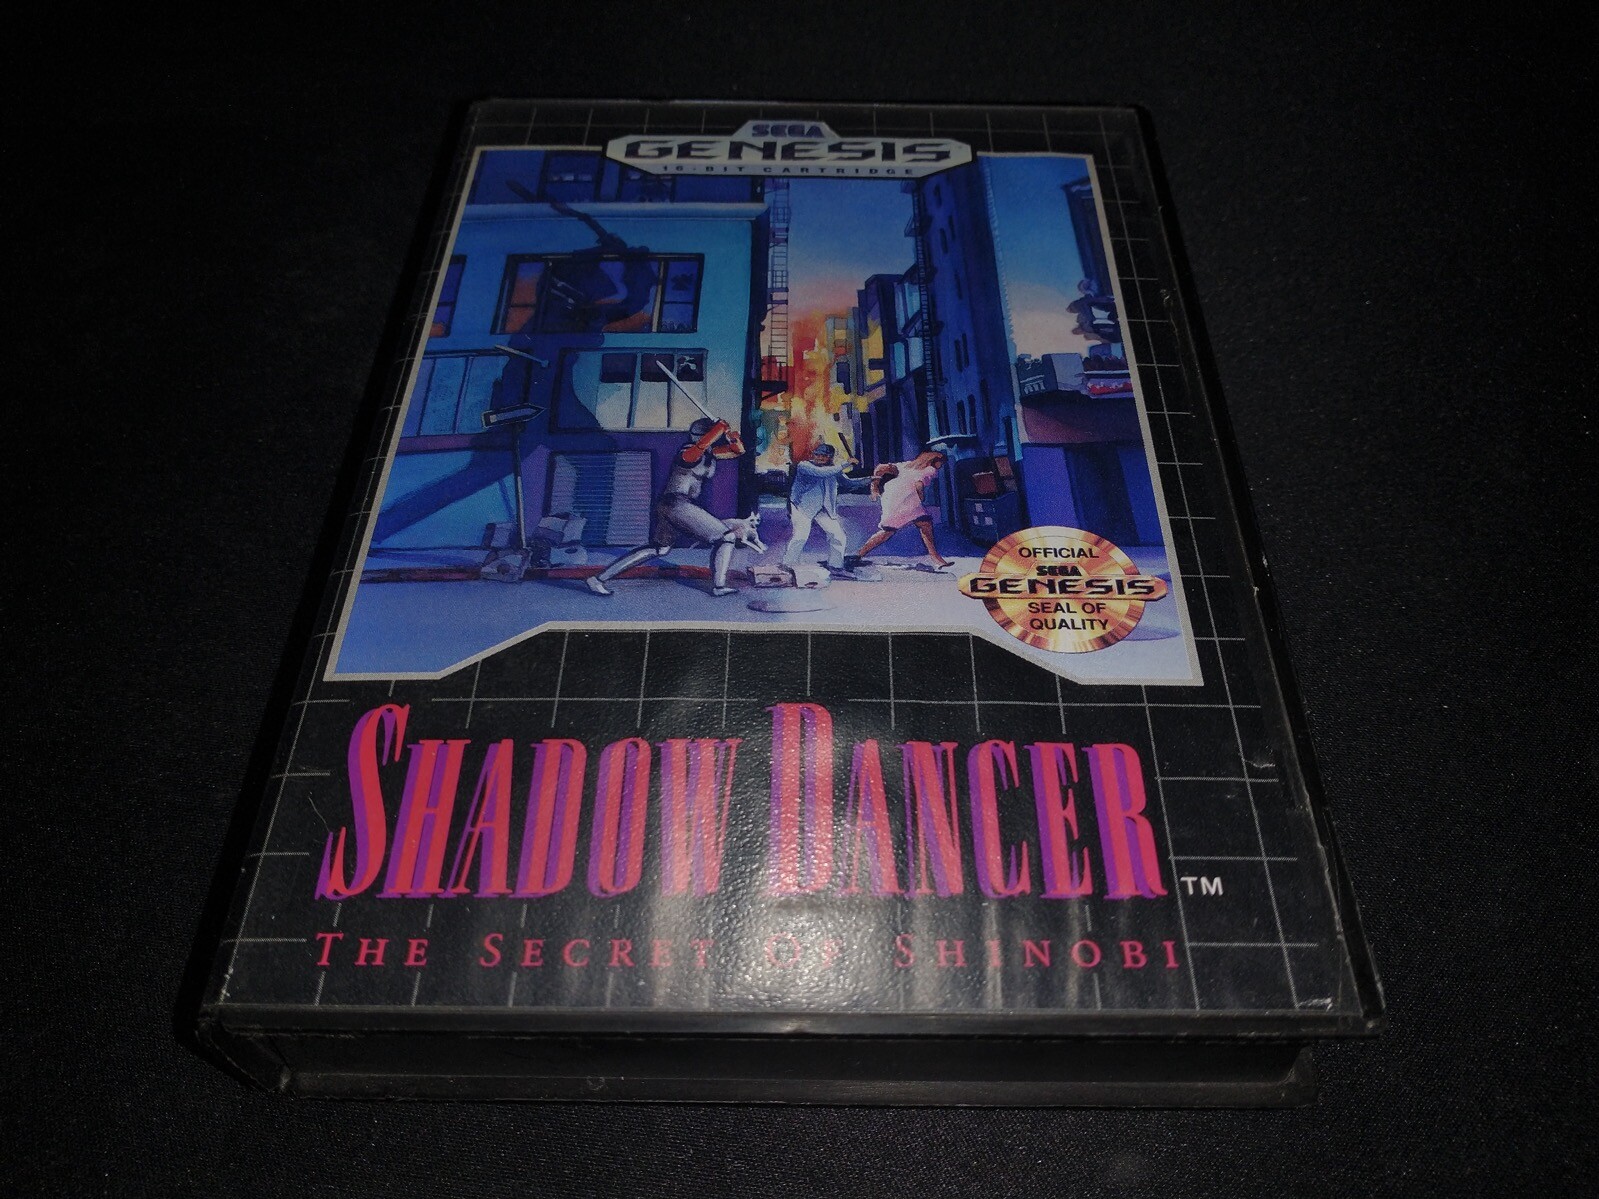 SEGA
GENESIS
16-BIT CARTRIDGE
OFFICIAL
SEGA
GENESIS
SEAL OF
QUALITY
SHADOW DANCER TM
THE SECRET OF SHINOBI